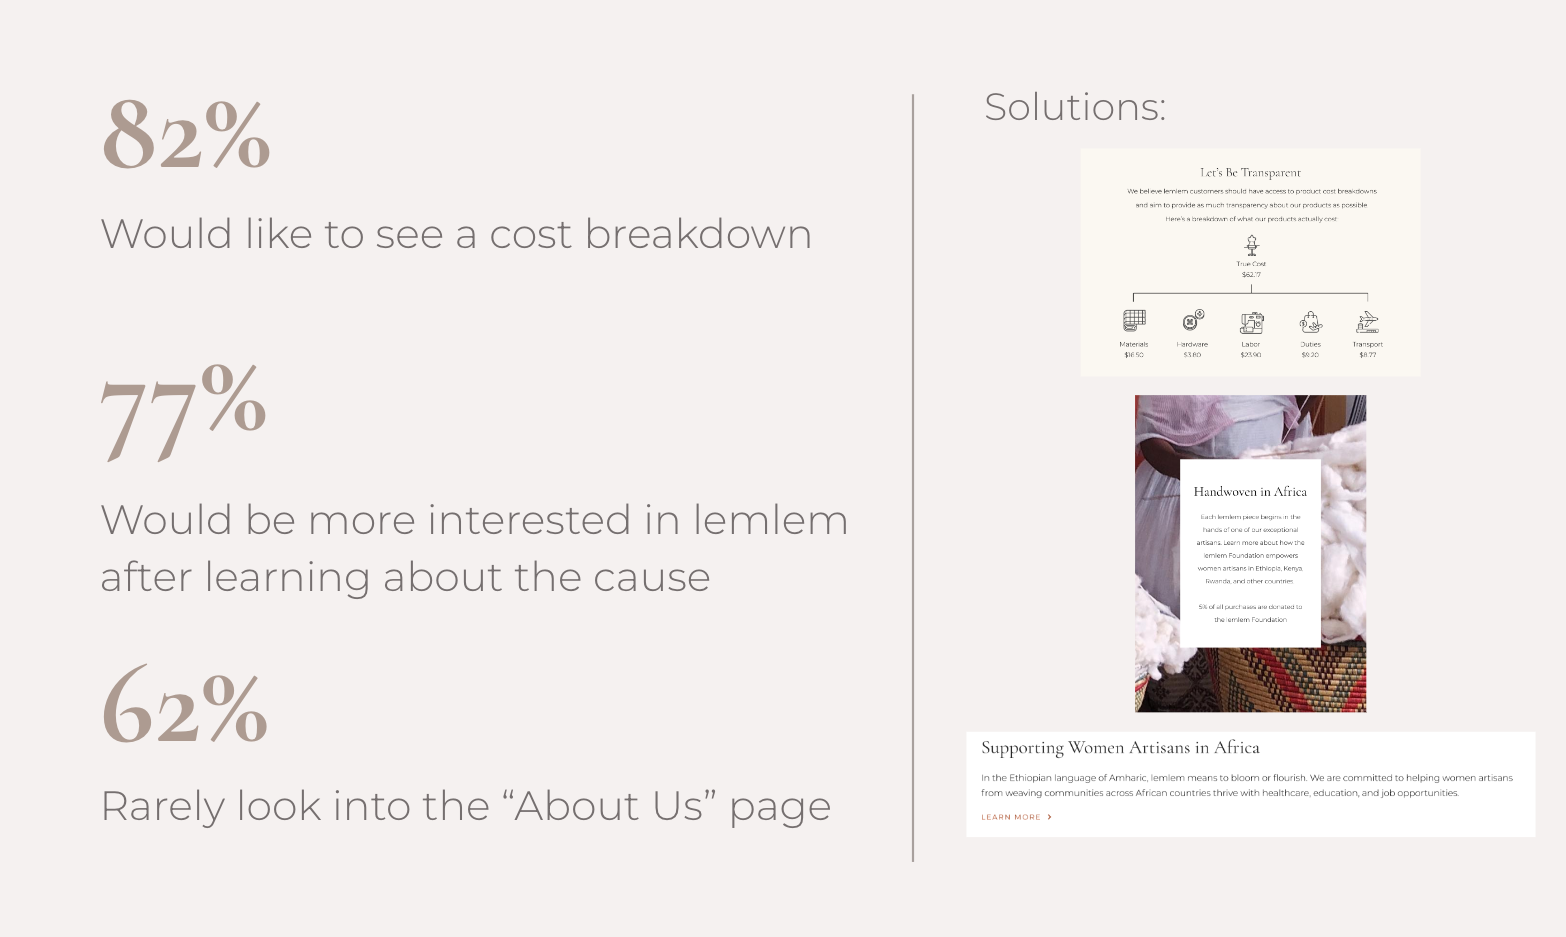 82%
Would like to see a cost breakdown
77%
Would be more interested in lemlem
after learning about the cause
62%
Rarely look into the “About Us” page
Solutions:
Let's Be Transparent
We believe lemlem customers should have access to product cost breakdowns
and aim to provide as much transparency about our products as possible
Here's a breakdown of what our products actually cost
True Cost
$62.17
Materials Hardware Labor Duties Transport
$16.50 $3.80 $23.90 $9.20 $8.77
Handwoven in Africa
Each lemlem piece begins in the
hands of one of our exceptional
artisans. Learn more about how the
lemlem Foundation empowers
women artisans in Ethiopia, Kenya,
Rwanda, and other countries
5% of all purchases are donated to
the lemlem Foundation
Supporting Women Artisans in Africa
In the Ethiopian language of Amharic, lemlem means to bloom or flourish. We are committed to helping women artisans
from weaving communities across African countries thrive with healthcare, education, and job opportunities.
LEARN MORE >